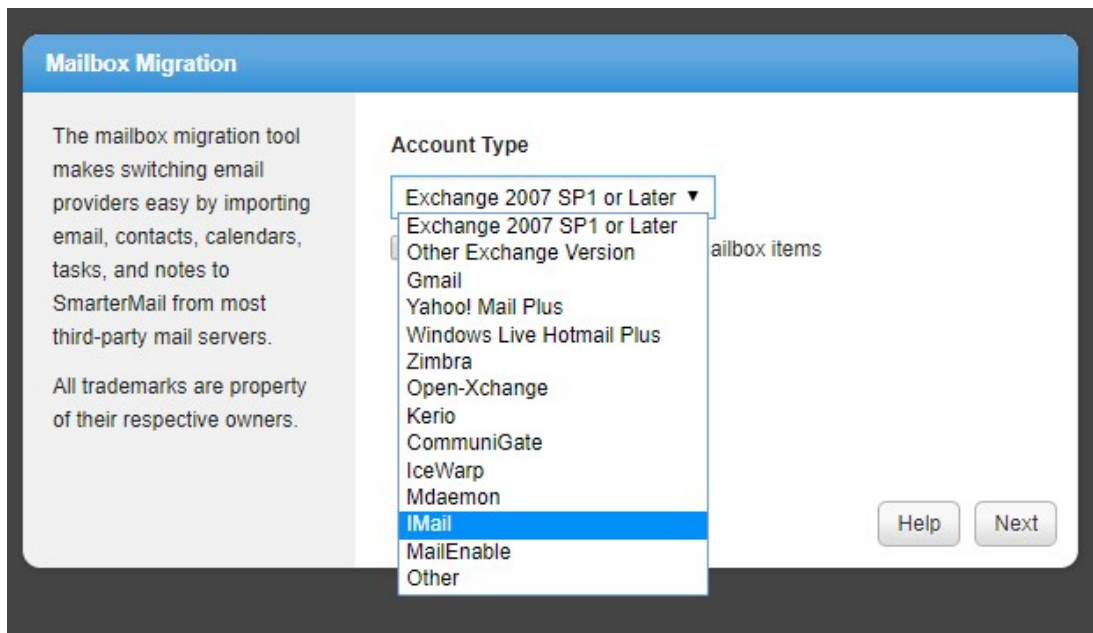 Mailbox Migration
The mailbox migration tool
makes switching email
providers easy by importing
email, contacts, calendars,
tasks, and notes to
SmarterMail from most
third-party mail servers.
All trademarks are property
of their respective owners.
Account Type
Exchange 2007 SP1 or Later ▼
Exchange 2007 SP1 or Later
Other Exchange Version
ailbox items
Gmail
Yahoo! Mail Plus
Windows Live Hotmail Plus
Zimbra
Open-Xchange
Kerio
CommuniGate
IceWarp
Mdaemon
IMail
MailEnable
Other
Help
Next